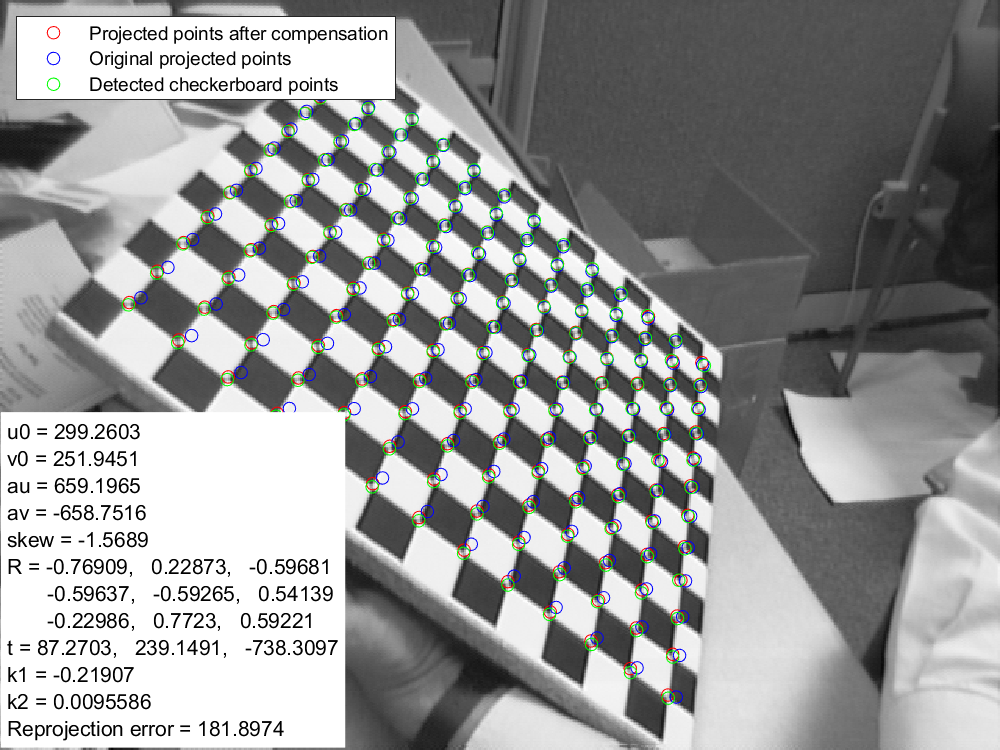 Projected points after compensation
Original projected points
Detected checkerboard points
u0 = 299.2603
v0 = 251.9451
au = 659.1965
av = -658.7516
skew = -1.5689
R = -0.76909, 0.22873, -0.59681
-0.59637, -0.59265, 0.54139
-0.22986, 0.7723, 0.59221
t = 87.2703, 239.1491, -738.3097
k1 = -0.21907
k2 = 0.0095586
Reprojection error = 181.8974